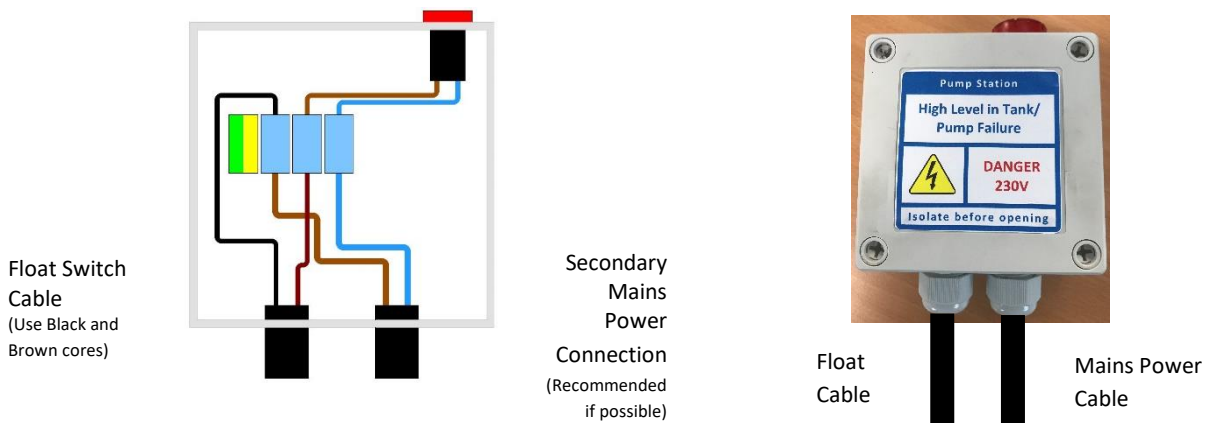 Float Switch
Cable
(Use Black and
Brown cores)
Secondary
Mains
Power
Connection
(Recommended
if possible)
Pump Station
High Level in Tank/
Pump Failure
DANGER
230V
Isolate before opening
Float
Cable
Mains Power
Cable